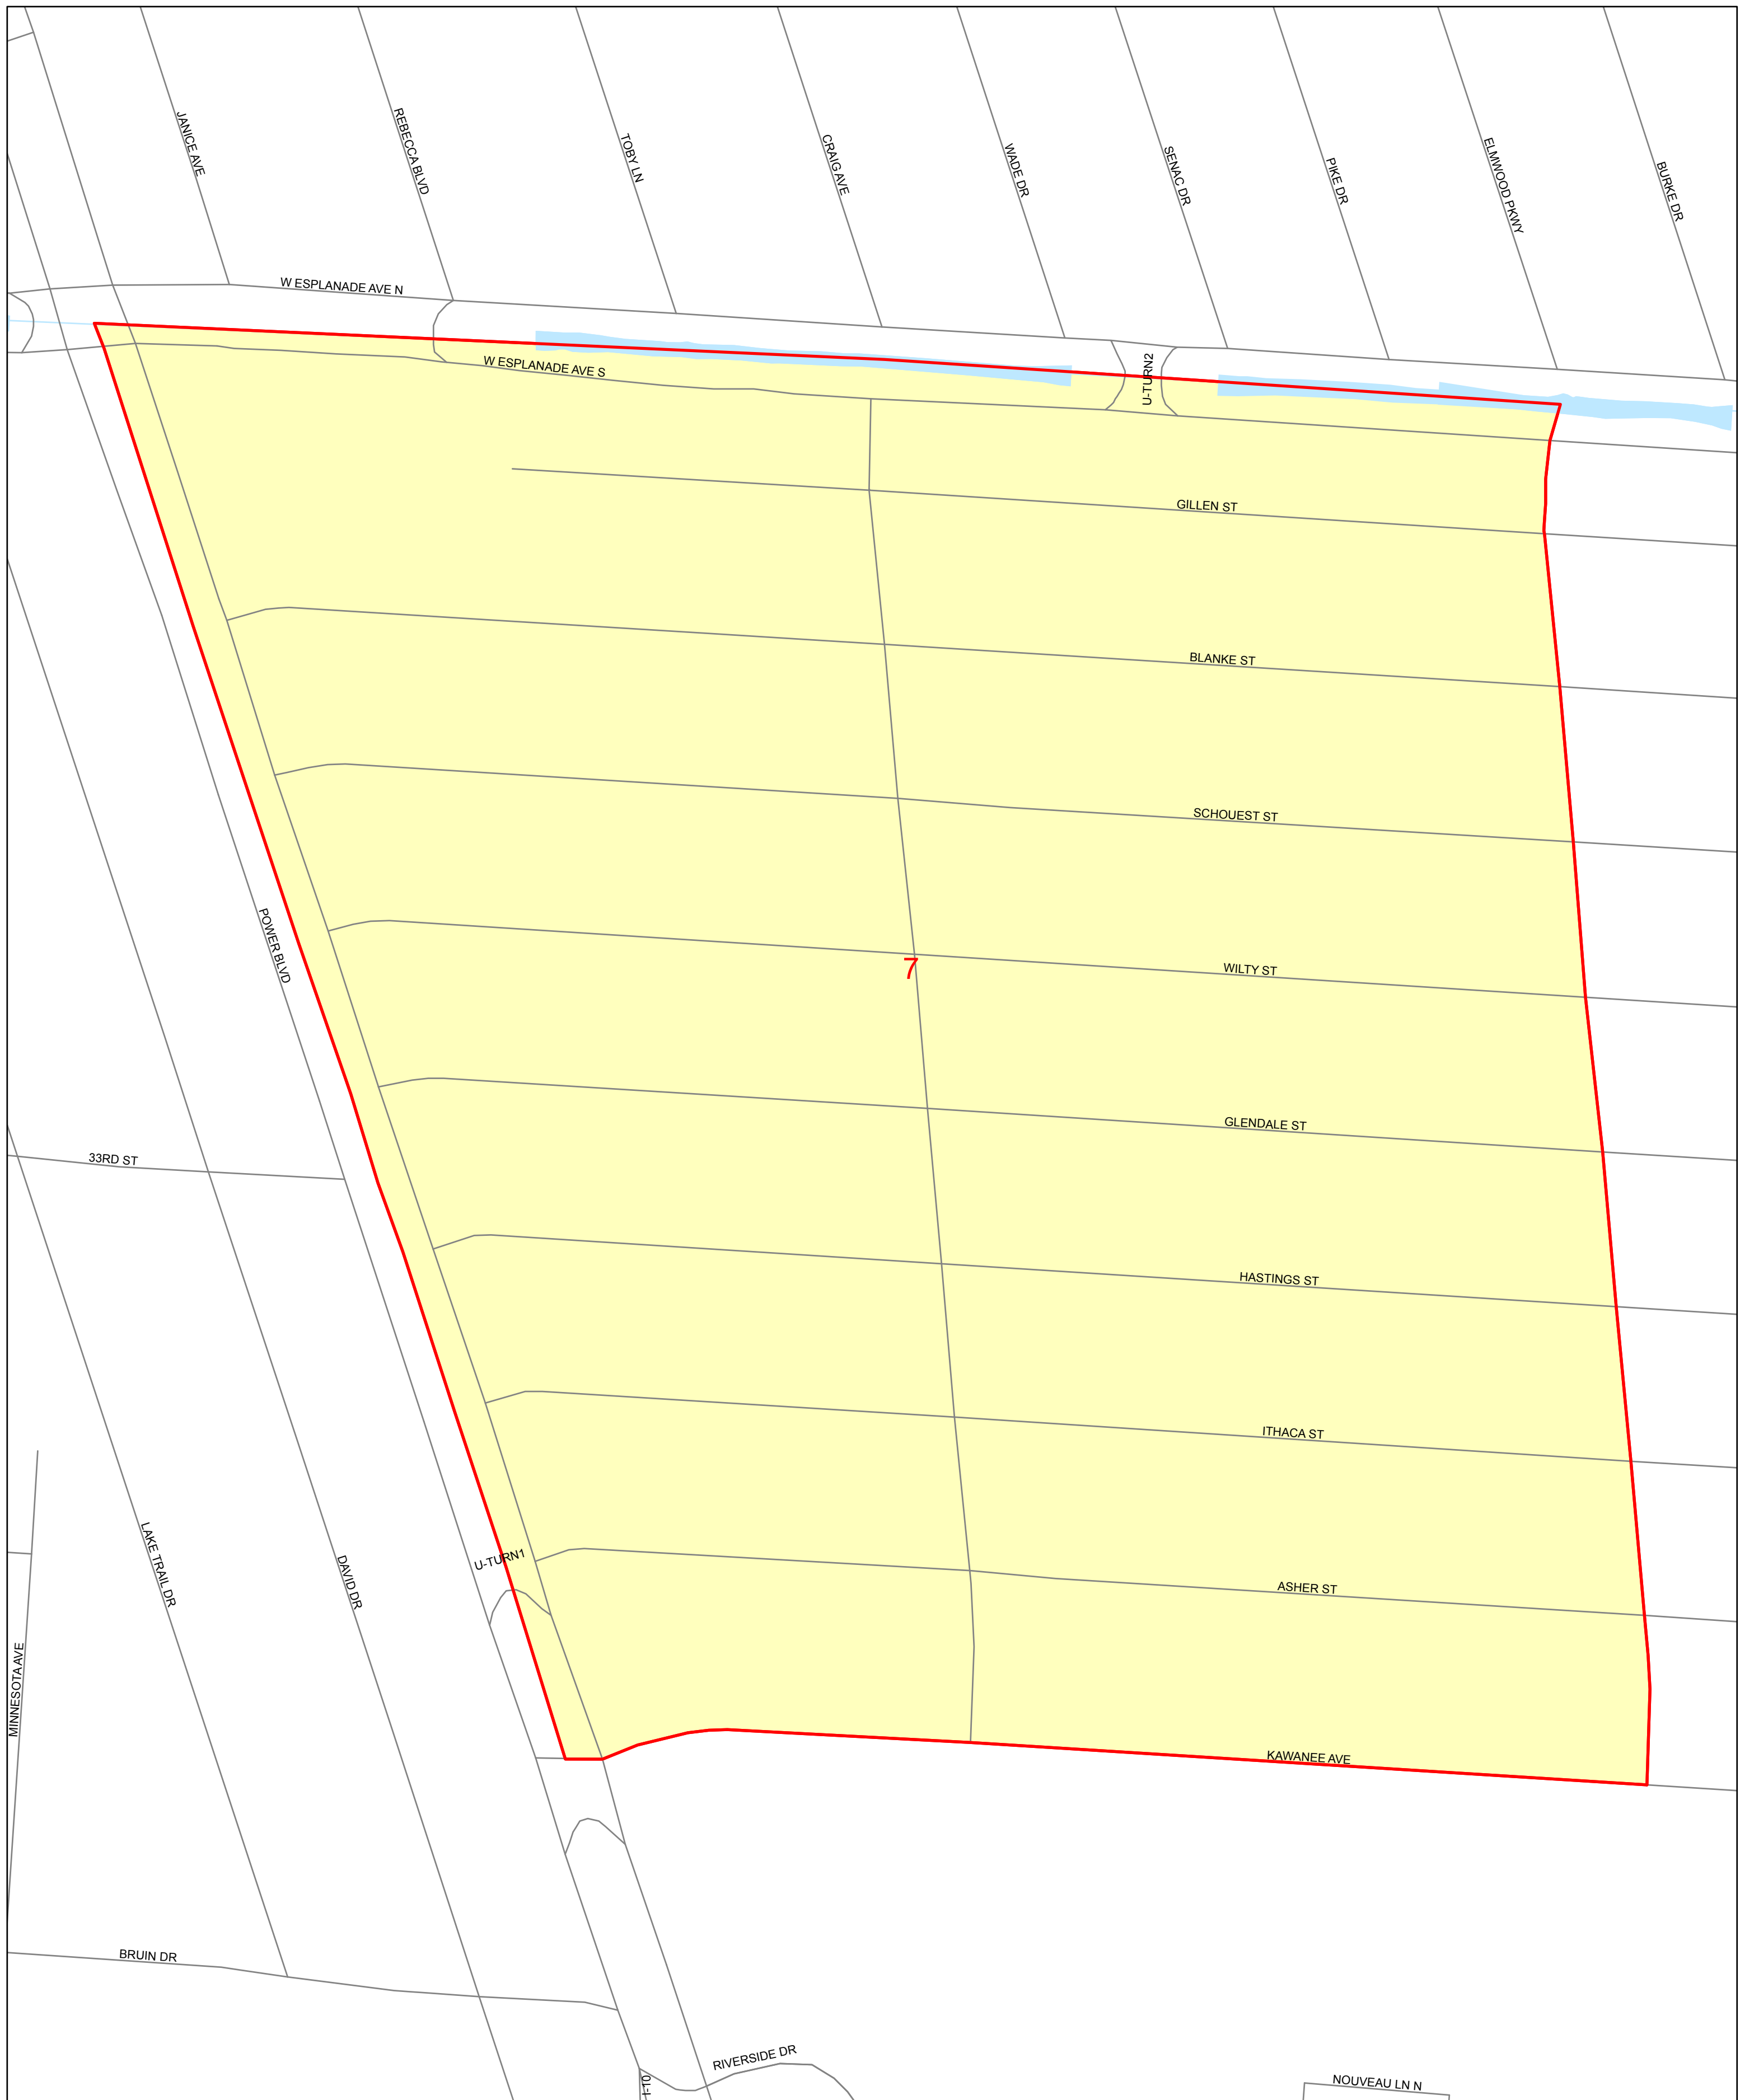 JANICE AVE
REBECCA BLVD
TOBY LN
CRAIG AVE
WADE DR
SENAC DR
PIKE DR
ELMWOOD PKWY
BURKE DR
W ESPLANADE AVE N
W ESPLANADE AVE S
U-TURN2
GILLEN ST
BLANKE ST
SCHOUEST ST
POWER BLVD
7
WILTY ST
GLENDALE ST
33RD ST
HASTINGS ST
ITHACA ST
LAKE TRAIL DR
DAVID DR
U-TURN1
ASHER ST
MINNESOTA AVE
KAWANEE AVE
BRUIN DR
RIVERSIDE DR
I-10
NOUVEAU LN N